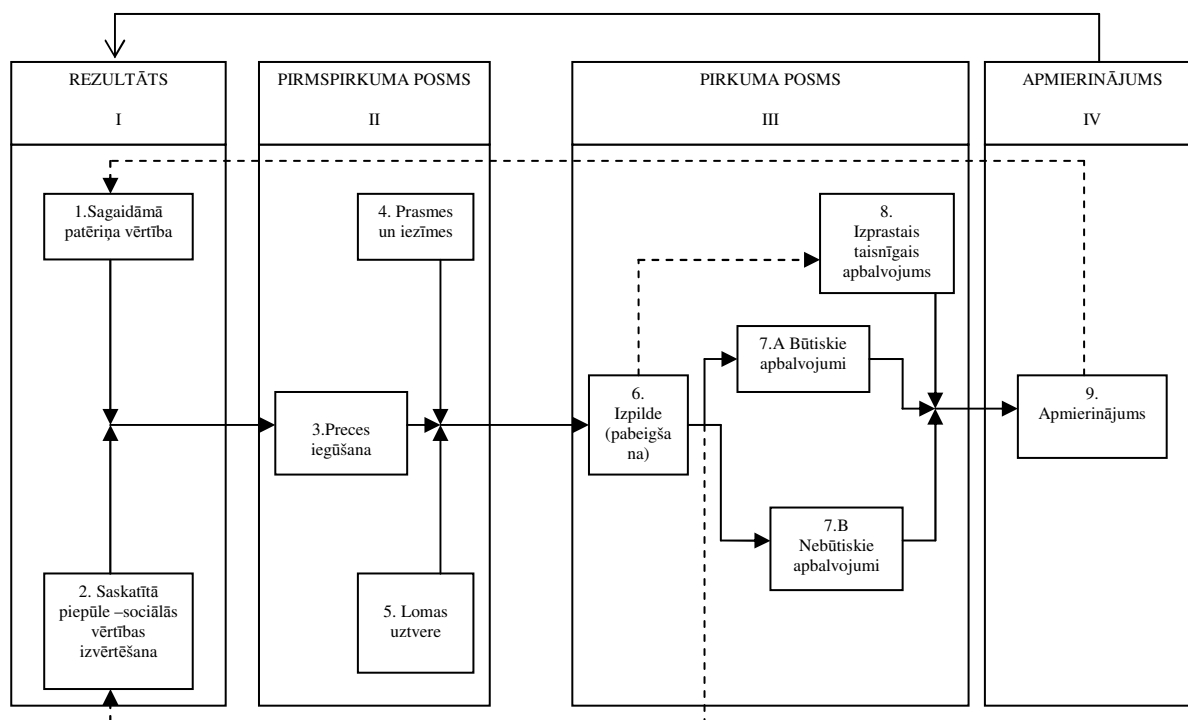 REZULTĀTS
I
PIRMSPIRKUMA POSMS
II
PIRKUMA POSMS
III
APMIERINĀJUMS
IV
1.Sagaidāmā
patēriņa vērtība
2. Saskatītā
piepūle –sociālās
vērtības
izvērtēšana
3.Preces
iegūšana
4. Prasmes
un iezīmes
5. Lomas
uztvere
6.
Izpilde
(pabeigša
na)
7.A Būtiskie
apbalvojumi
7.B
Nebūtiskie
apbalvojumi
8.
Izprastais
taisnīgais
apbalvojums
9.
Apmierinājums